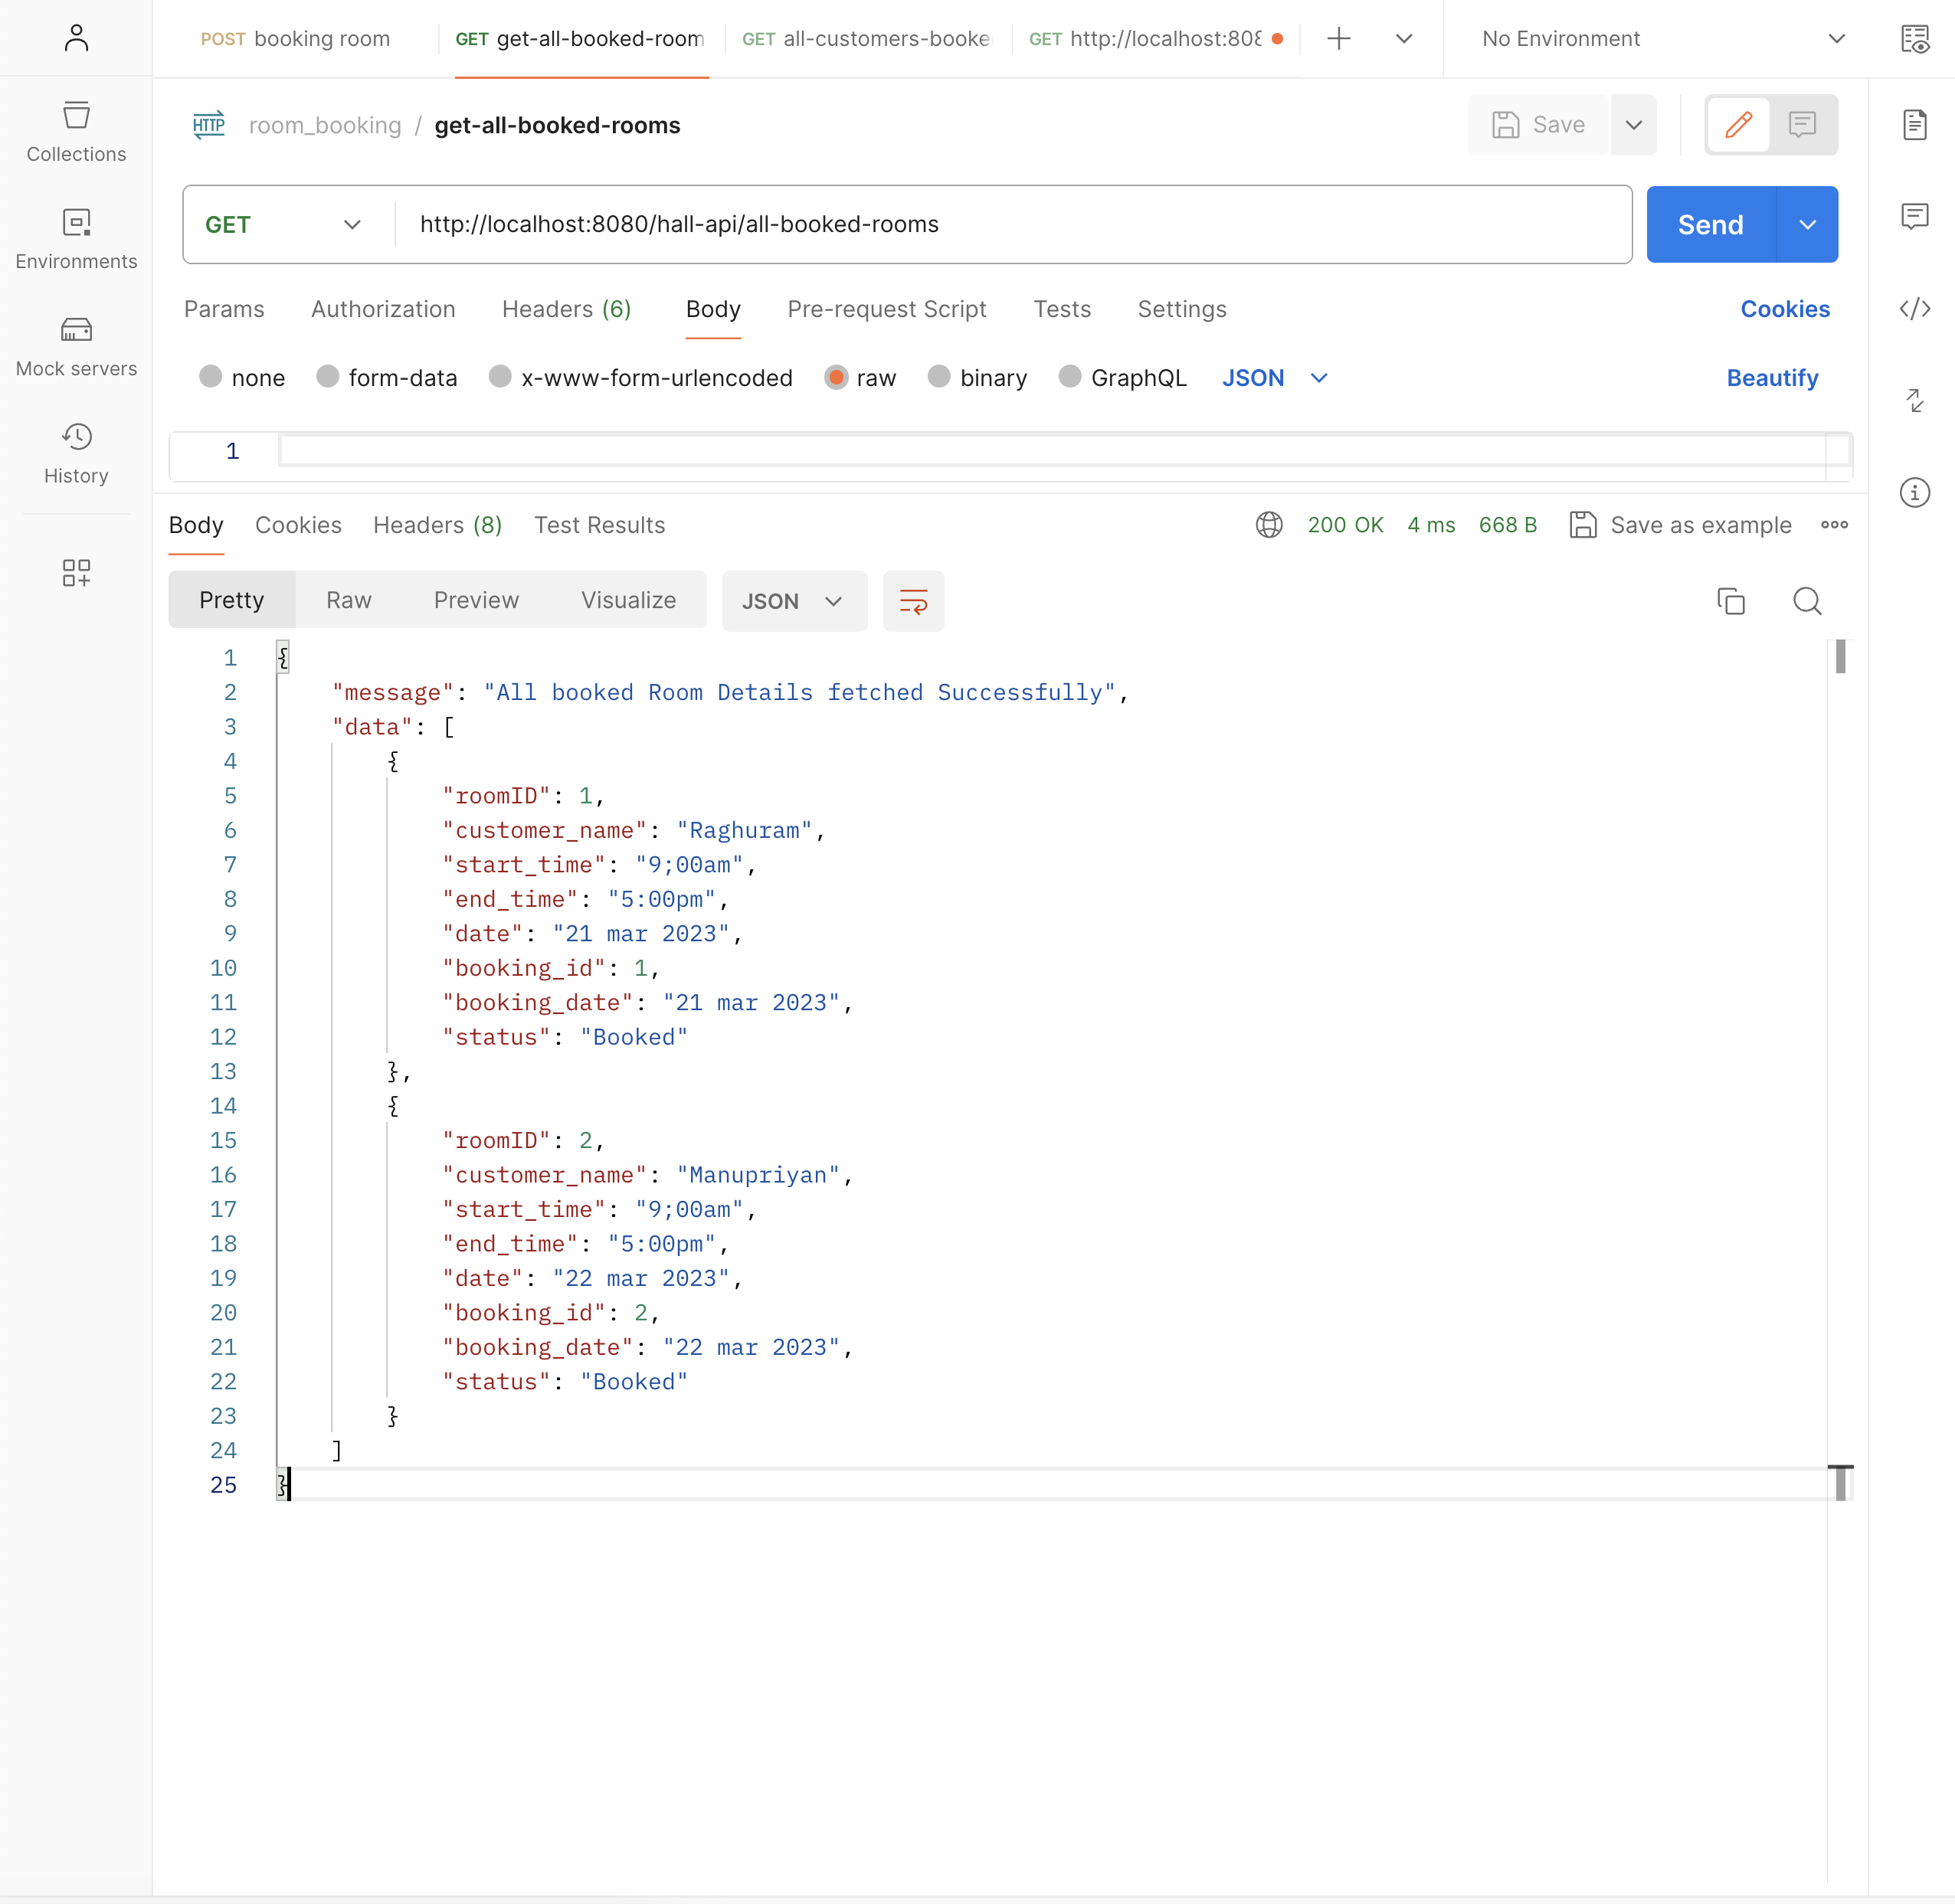 POST booking room
GET get-all-booked-room
GET all-customers-booke
GET http://localhost:808
No Environment
Collections
Environments
Mock servers
History
HTTP room_booking / get-all-booked-rooms
Save
GET http://localhost:8080/hall-api/all-booked-rooms
Send
Params Authorization Headers (6) Body Pre-request Script Tests Settings Cookies
none form-data x-www-form-urlencoded raw binary GraphQL JSON Beautify
1
Body Cookies Headers (8) Test Results 200 OK 4 ms 668 B Save as example
Pretty Raw Preview Visualize JSON
1 {
2 "message": "All booked Room Details fetched Successfully",
3 "data": [
4 {
5 "roomID": 1,
6 "customer_name": "Raghuram",
7 "start_time": "9;00am",
8 "end_time": "5:00pm",
9 "date": "21 mar 2023",
10 "booking_id": 1,
11 "booking_date": "21 mar 2023",
12 "status": "Booked"
13 },
14 {
15 "roomID": 2,
16 "customer_name": "Manupriyan",
17 "start_time": "9;00am",
18 "end_time": "5:00pm",
19 "date": "22 mar 2023",
20 "booking_id": 2,
21 "booking_date": "22 mar 2023",
22 "status": "Booked"
23 }
24 ]
25 }